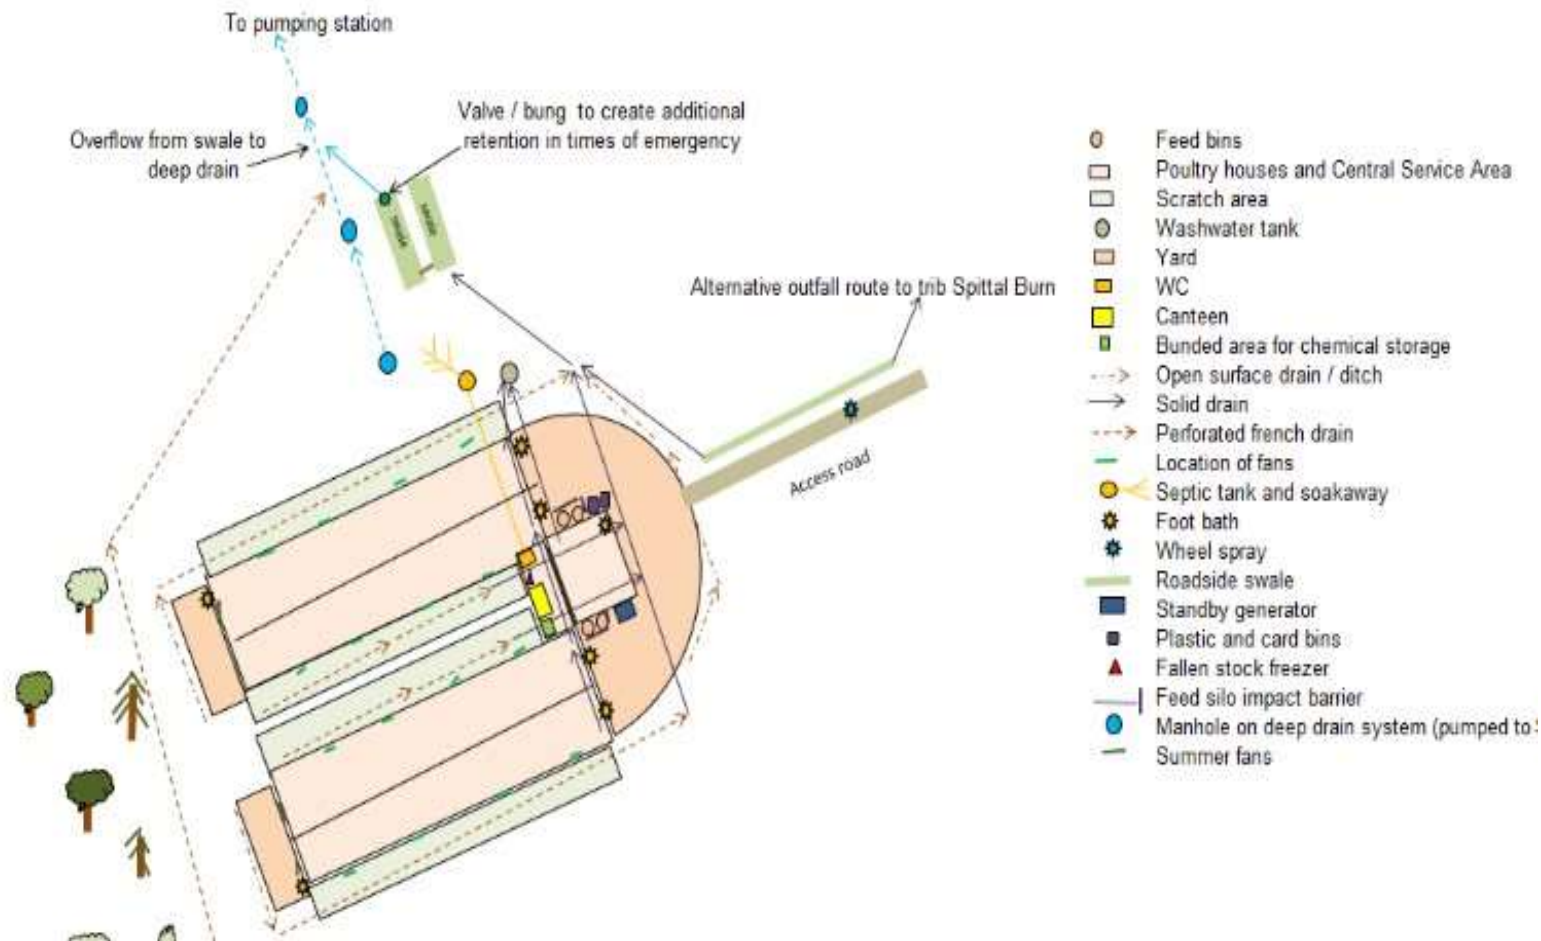 To pumping station
Valve / bung to create additional
retention in times of emergency
Overflow from swale to
deep drain
swale
swale
Alternative outfall route to trib Spittal Burn
Access road
Feed bins
Poultry houses and Central Service Area
Scratch area
Washwater tank
Yard
WC
Canteen
Bunded area for chemical storage
Open surface drain / ditch
Solid drain
Perforated french drain
Location of fans
Septic tank and soakaway
Foot bath
Wheel spray
Roadside swale
Standby generator
Plastic and card bins
Fallen stock freezer
Feed silo impact barrier
Manhole on deep drain system (pumped to
Summer fans